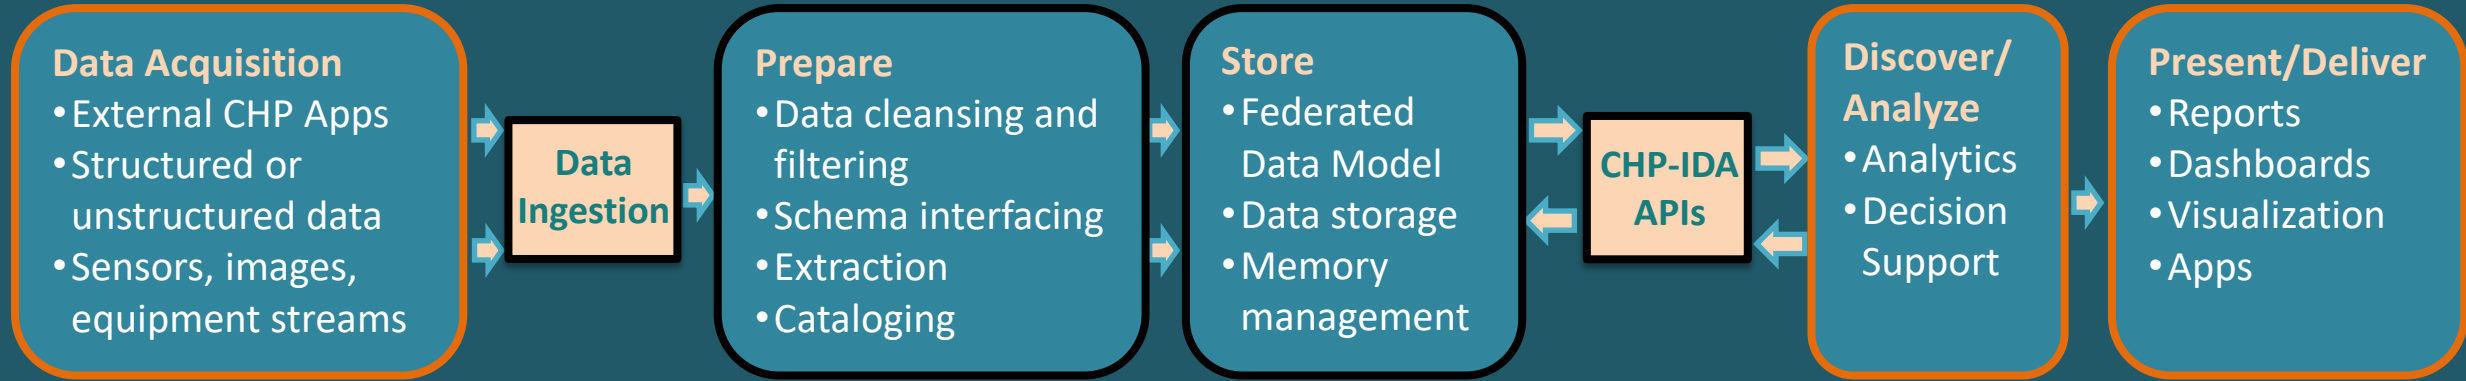 Data Acquisition
•External CHP Apps
•Structured or
unstructured data
•Sensors, images,
equipment streams
Data
Ingestion
Prepare
•Data cleansing and
filtering
•Schema interfacing
•Extraction
•Cataloging
Store
•Federated
Data Model
•Data storage
•Memory
management
CHP-IDA
APIs
Discover/
Analyze
•Analytics
•Decision
Support
Present/Deliver
•Reports
•Dashboards
•Visualization
•Apps